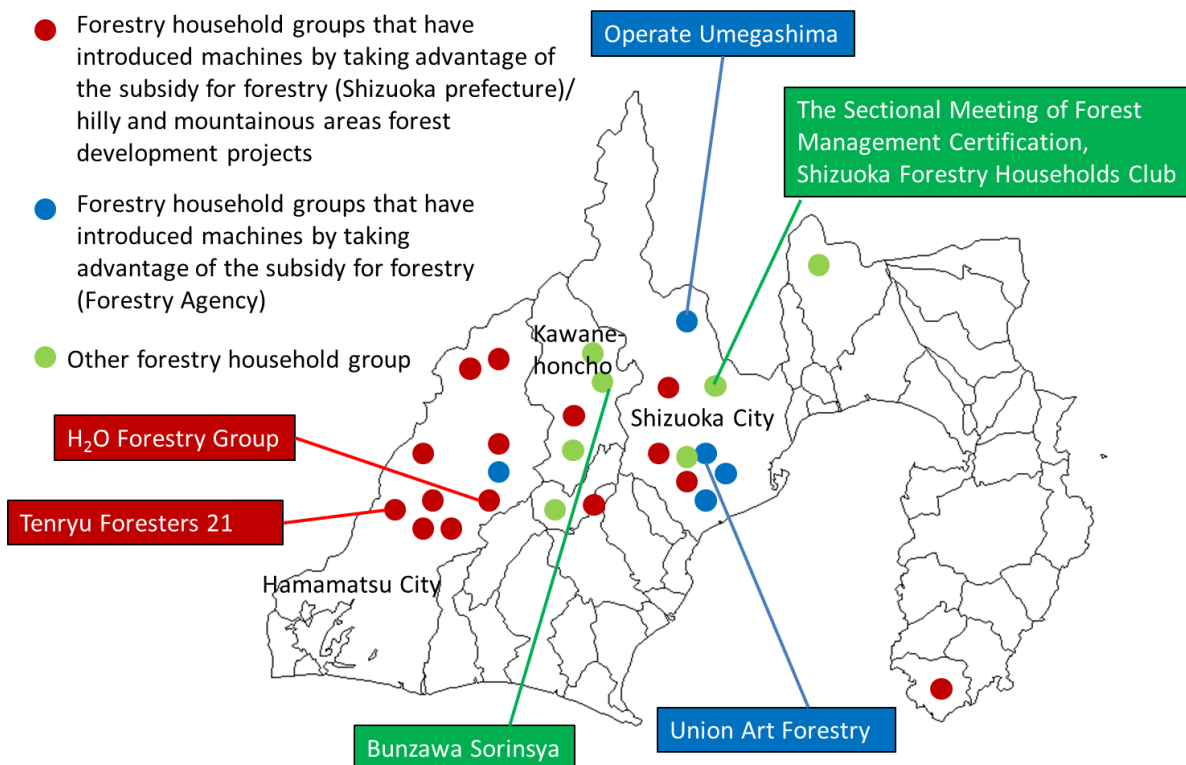 Forestry household groups that have
introduced machines by taking advantage of
the subsidy for forestry (Shizuoka prefecture)/
hilly and mountainous areas forest
development projects
Forestry household groups that have
introduced machines by taking
advantage of the subsidy for forestry
(Forestry Agency)
Other forestry household group
Operate Umegashima
The Sectional Meeting of Forest
Management Certification,
Shizuoka Forestry Households Club
Kawane-
honcho
Shizuoka City
H₂O Forestry Group
Tenryu Foresters 21
Hamamatsu City
Bunzawa Sorinsya
Union Art Forestry